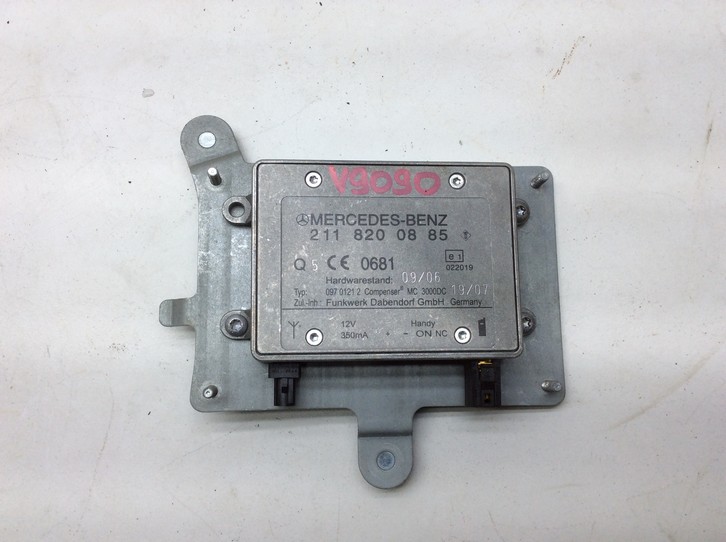 V9090
MERCEDES-BENZ
211 820 08 85
Q 5 CE 0681 e1
022019
Hardwarestand: 09/06
Typ: 097 0121.2 Compenser® MC 3000DC 19/07
Zul.-Inh: Funkwerk Dabendorf GmbH Germany
12V Handy
350mA + - ON NC